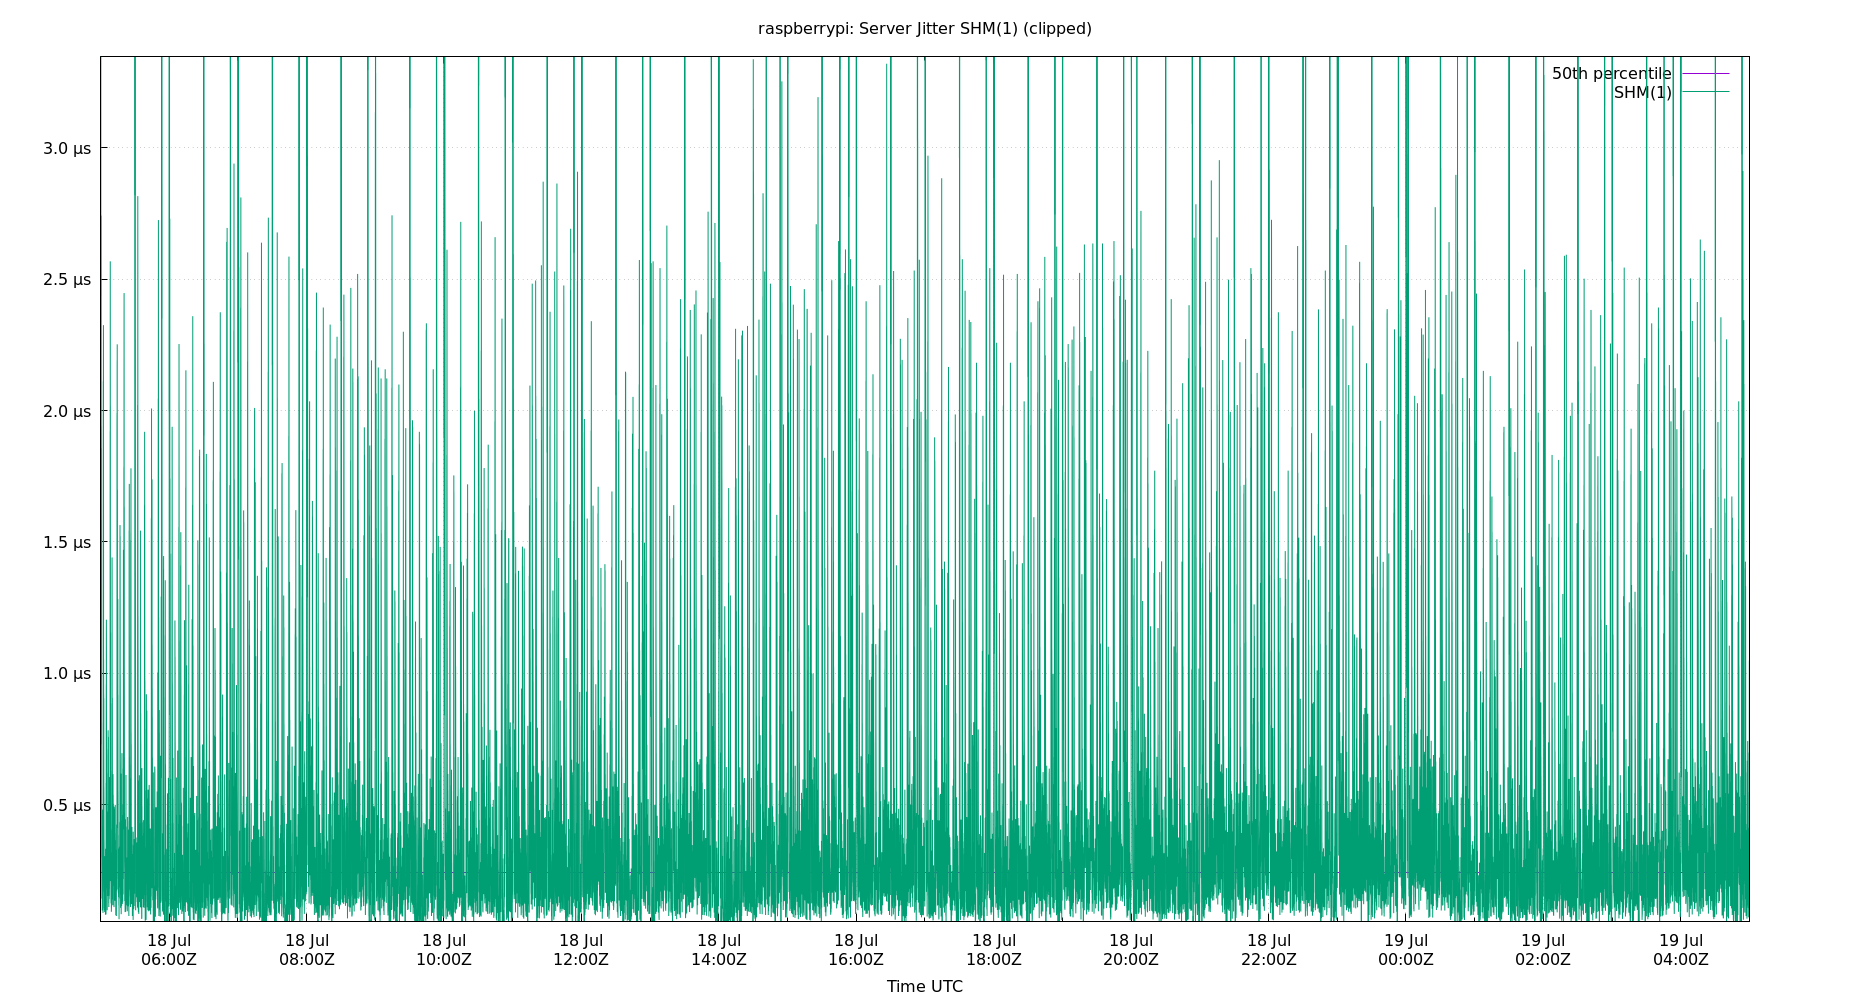 raspberrypi: Server Jitter SHM(1) (clipped)
50th percentile
SHM(1)
3.0 µs
2.5 µs
2.0 µs
1.5 µs
1.0 µs
0.5 µs
18 Jul 18 Jul 18 Jul 18 Jul 18 Jul 18 Jul 18 Jul 18 Jul 18 Jul 19 Jul 19 Jul 19 Jul
06:00Z 08:00Z 10:00Z 12:00Z 14:00Z 16:00Z 18:00Z 20:00Z 22:00Z 00:00Z 02:00Z 04:00Z
Time UTC